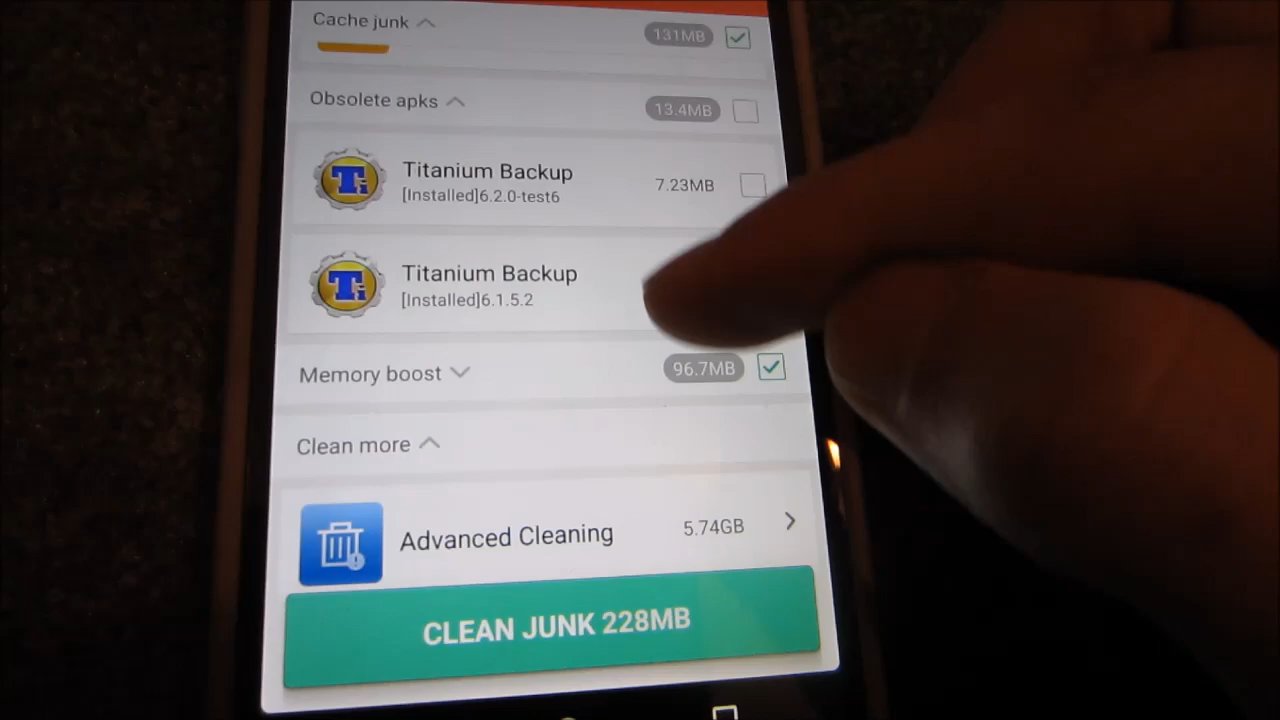 Cache junk
131MB
Obsolete apks
13.4MB
Titanium Backup
[Installed]6.2.0-test6
7.23MB
Titanium Backup
[Installed]6.1.5.2
Memory boost
96.7MB
Clean more
Advanced Cleaning
5.74GB
CLEAN JUNK 228MB